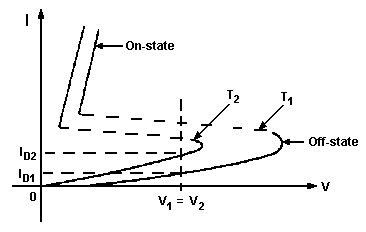 I
On-state
T2
T1
Off-state
ID2
ID1
0
V1 = V2
V